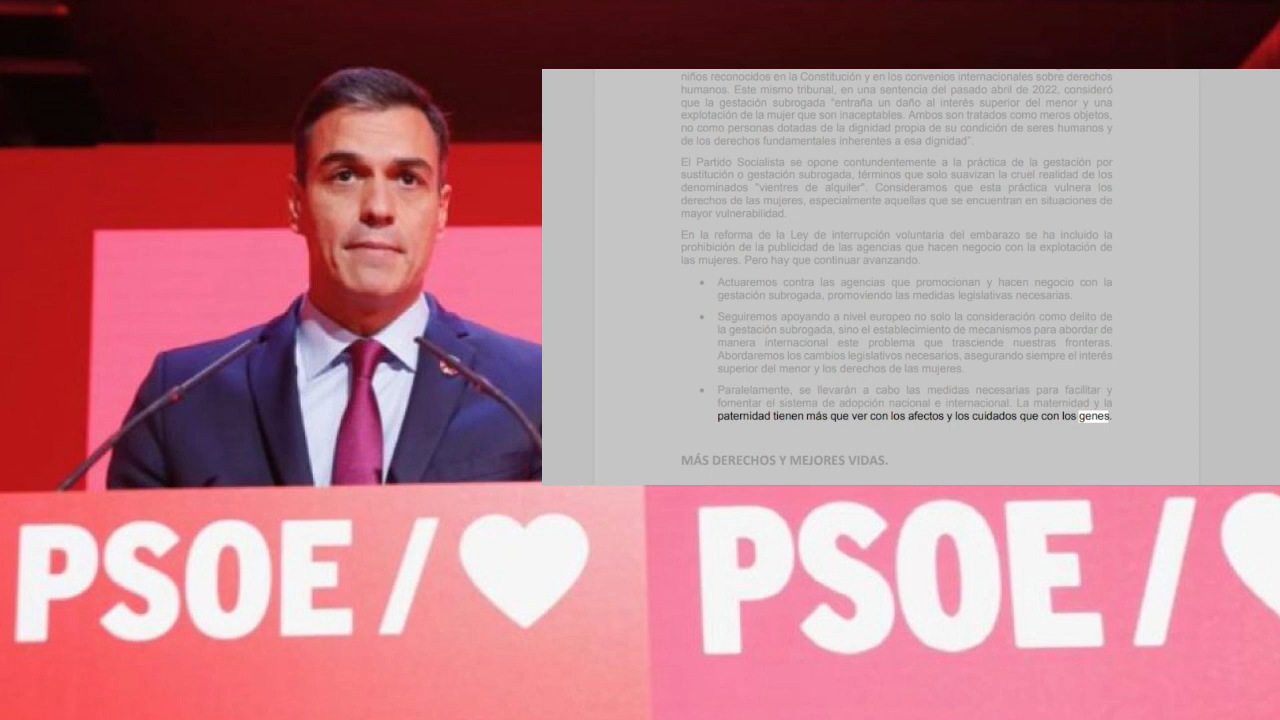 niños reconocidos en la Constitución y en los convenios internacionales sobre derechos
humanos. Este mismo tribunal, en una sentencia del pasado abril de 2022, consideró
que la gestación subrogada "entraña un daño al interés superior del menor y una
explotación de la mujer que son inaceptables. Ambos son tratados como meros objetos,
no como personas dotadas de la dignidad propia de su condición de seres humanos y
de los derechos fundamentales inherentes a esa dignidad".
El Partido Socialista se opone contundentemente a la práctica de la gestación por
sustitución o gestación subrogada, términos que solo suavizan la cruel realidad de los
denominados "vientres de alquiler". Consideramos que esta práctica vulnera los
derechos de las mujeres, especialmente aquellas que se encuentran en situaciones de
mayor vulnerabilidad.
En la reforma de la Ley de interrupción voluntaria del embarazo se ha incluido la
prohibición de la publicidad de las agencias que hacen negocio con la explotación de
las mujeres. Pero hay que continuar avanzando.
• Actuaremos contra las agencias que promocionan y hacen negocio con la
gestación subrogada, promoviendo las medidas legislativas necesarias.
• Seguiremos apoyando a nivel europeo no solo la consideración como delito de
la gestación subrogada, sino el establecimiento de mecanismos para abordar de
manera internacional este problema que trasciende nuestras fronteras.
Abordaremos los cambios legislativos necesarios, asegurando siempre el interés
superior del menor y los derechos de las mujeres.
• Paralelamente, se llevarán a cabo las medidas necesarias para facilitar y
fomentar el sistema de adopción nacional e internacional. La maternidad y la
paternidad tienen más que ver con los afectos y los cuidados que con los genes.
MÁS DERECHOS Y MEJORES VIDAS.
PSOE / ♥
PSOE / ♥